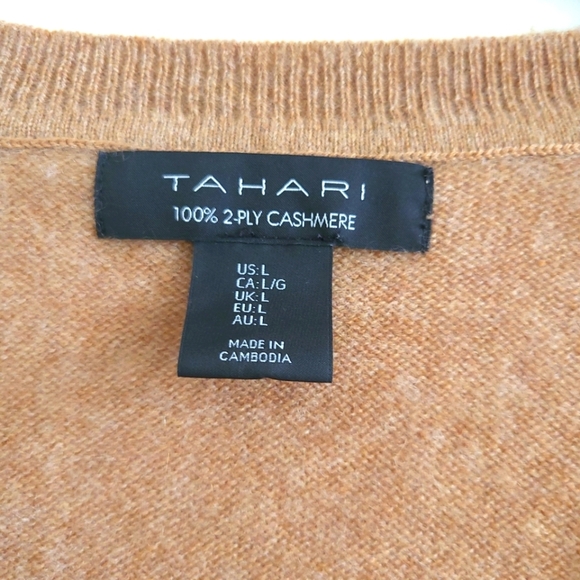 TAHARI
100% 2-PLY CASHMERE
US: L
CA: L/G
UK: L
EU: L
AU: L
MADE IN
CAMBODIA